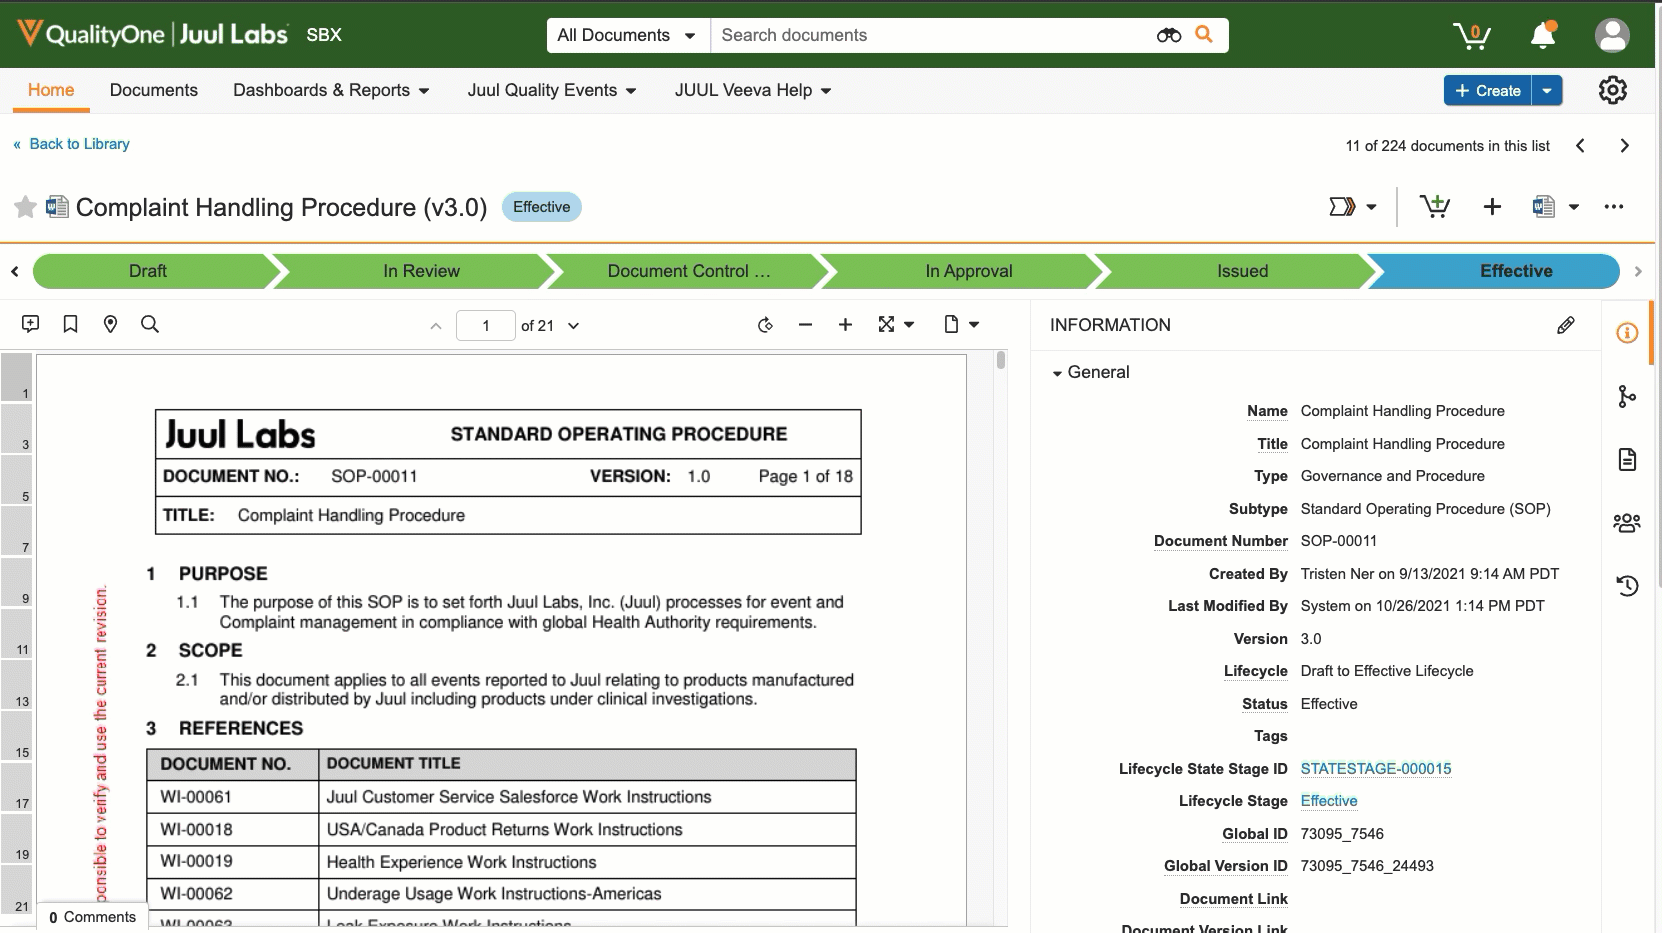 QualityOne | Juul Labs SBX
All Documents Search documents 0
Home Documents Dashboards & Reports Juul Quality Events JUUL Veeva Help + Create
« Back to Library 11 of 224 documents in this list
Complaint Handling Procedure (v3.0) Effective
Draft In Review Document Control ... In Approval Issued Effective
1 of 21
INFORMATION
1
3
5
7
9
11
13
15
17
19
21
Juul Labs STANDARD OPERATING PROCEDURE
DOCUMENT NO.: SOP-00011 VERSION: 1.0 Page 1 of 18
TITLE: Complaint Handling Procedure
1 PURPOSE
1.1 The purpose of this SOP is to set forth Juul Labs, Inc. (Juul) processes for event and
Complaint management in compliance with global Health Authority requirements.
2 SCOPE
2.1 This document applies to all events reported to Juul relating to products manufactured
and/or distributed by Juul including products under clinical investigations.
3 REFERENCES
DOCUMENT NO. DOCUMENT TITLE
WI-00061 Juul Customer Service Salesforce Work Instructions
WI-00018 USA/Canada Product Returns Work Instructions
WI-00019 Health Experience Work Instructions
WI-00062 Underage Usage Work Instructions-Americas
WI-00063 Leak Exposure Work Instructions
ponsible to verify and use the current revision.
0 Comments
General
Name Complaint Handling Procedure
Title Complaint Handling Procedure
Type Governance and Procedure
Subtype Standard Operating Procedure (SOP)
Document Number SOP-00011
Created By Tristen Ner on 9/13/2021 9:14 AM PDT
Last Modified By System on 10/26/2021 1:14 PM PDT
Version 3.0
Lifecycle Draft to Effective Lifecycle
Status Effective
Tags
Lifecycle State Stage ID STATESTAGE-000015
Lifecycle Stage Effective
Global ID 73095_7546
Global Version ID 73095_7546_24493
Document Link
Document Version Link